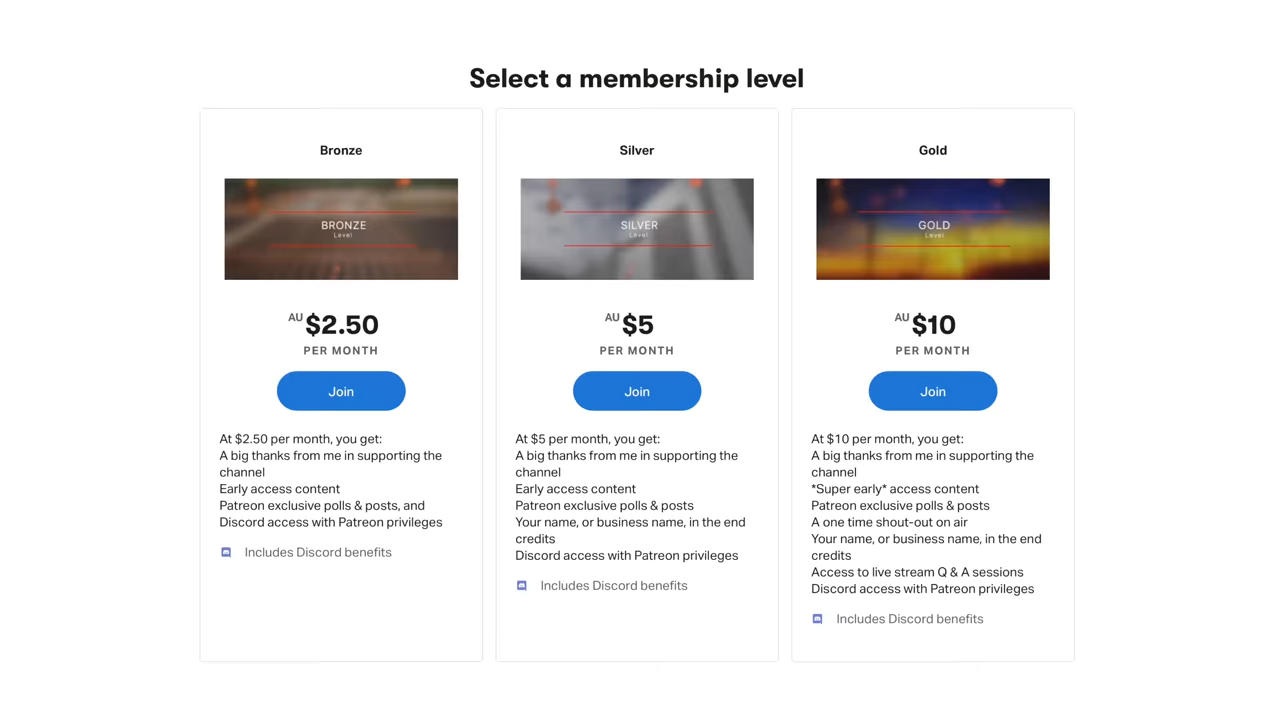 Select a membership level
Bronze
BRONZE
Level
AU $2.50
PER MONTH
Join
At $2.50 per month, you get:
A big thanks from me in supporting the
channel
Early access content
Patreon exclusive polls & posts, and
Discord access with Patreon privileges
Includes Discord benefits
Silver
SILVER
Level
AU $5
PER MONTH
Join
At $5 per month, you get:
A big thanks from me in supporting the
channel
Early access content
Patreon exclusive polls & posts
Your name, or business name, in the end
credits
Discord access with Patreon privileges
Includes Discord benefits
Gold
GOLD
Level
AU $10
PER MONTH
Join
At $10 per month, you get:
A big thanks from me in supporting the
channel
*Super early* access content
Patreon exclusive polls & posts
A one time shout-out on air
Your name, or business name, in the end
credits
Access to live stream Q & A sessions
Discord access with Patreon privileges
Includes Discord benefits